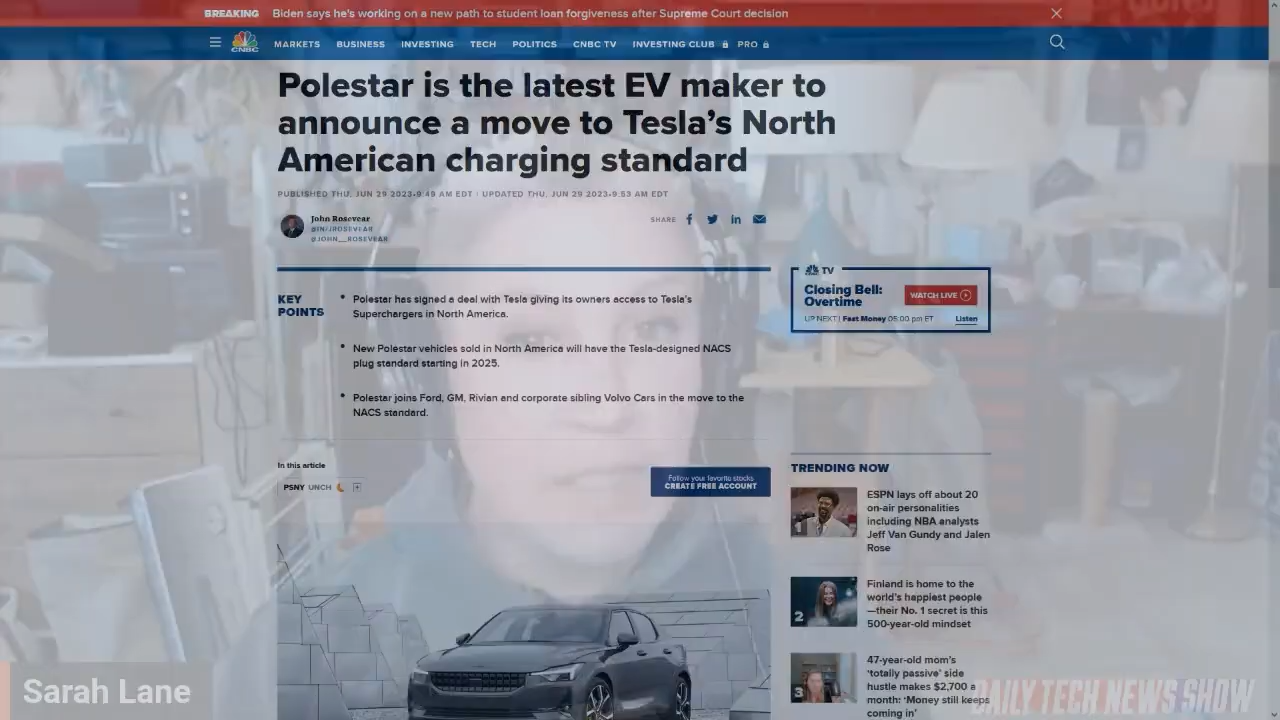 BREAKING Biden says he's working on a new path to student loan forgiveness after Supreme Court decision
CNBC MARKETS BUSINESS INVESTING TECH POLITICS CNBC TV INVESTING CLUB PRO
Polestar is the latest EV maker to
announce a move to Tesla's North
American charging standard
PUBLISHED THU, JUN 29 2023•9:49 AM EDT | UPDATED THU, JUN 29 2023•9:53 AM EDT
John Rosevear
@IN/JROSEVEAR
@JOHN__ROSEVEAR
SHARE
KEY
POINTS
• Polestar has signed a deal with Tesla giving its owners access to Tesla's
Superchargers in North America.
• New Polestar vehicles sold in North America will have the Tesla-designed NACS
plug standard starting in 2025.
• Polestar joins Ford, GM, Rivian and corporate sibling Volvo Cars in the move to the
NACS standard.
In this article
PSNY UNCH
Follow your favorite stocks
CREATE FREE ACCOUNT
TV
Closing Bell:
Overtime
WATCH LIVE
UP NEXT | Fast Money 05:00 pm ET
Listen
TRENDING NOW
1
ESPN lays off about 20
on-air personalities
including NBA analysts
Jeff Van Gundy and Jalen
Rose
2
Finland is home to the
world's happiest people
—their No. 1 secret is this
500-year-old mindset
3
47-year-old mom's
'totally passive' side
hustle makes $2,700 a
month: 'Money still keeps
coming in'
Sarah Lane
DAILY TECH NEWS SHOW